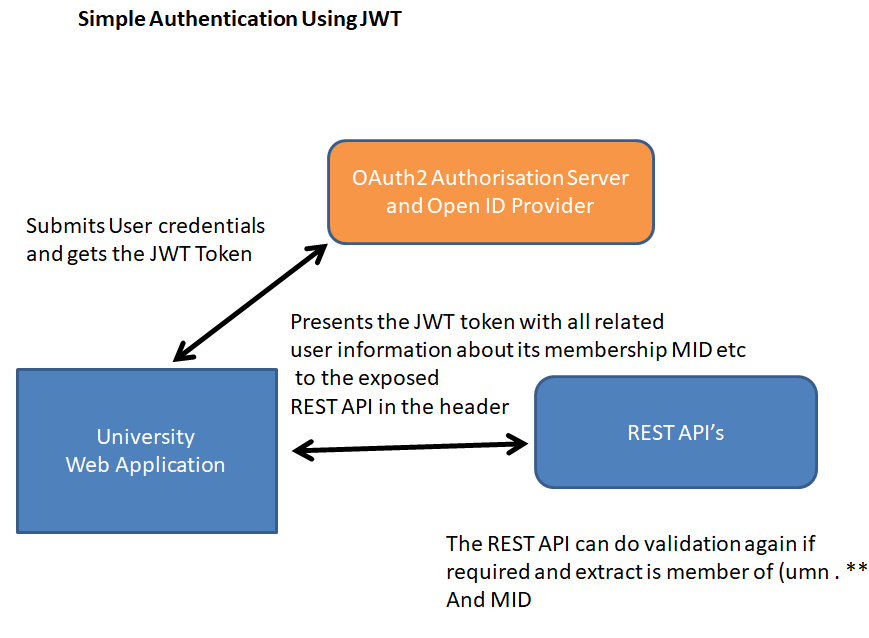 Simple Authentication Using JWT
OAuth2 Authorisation Server
and Open ID Provider
Submits User credentials
and gets the JWT Token
Presents the JWT token with all related
user information about its membership MID etc
to the exposed
REST API in the header
University
Web Application
REST API’s
The REST API can do validation again if
required and extract is member of (umn . **
And MID